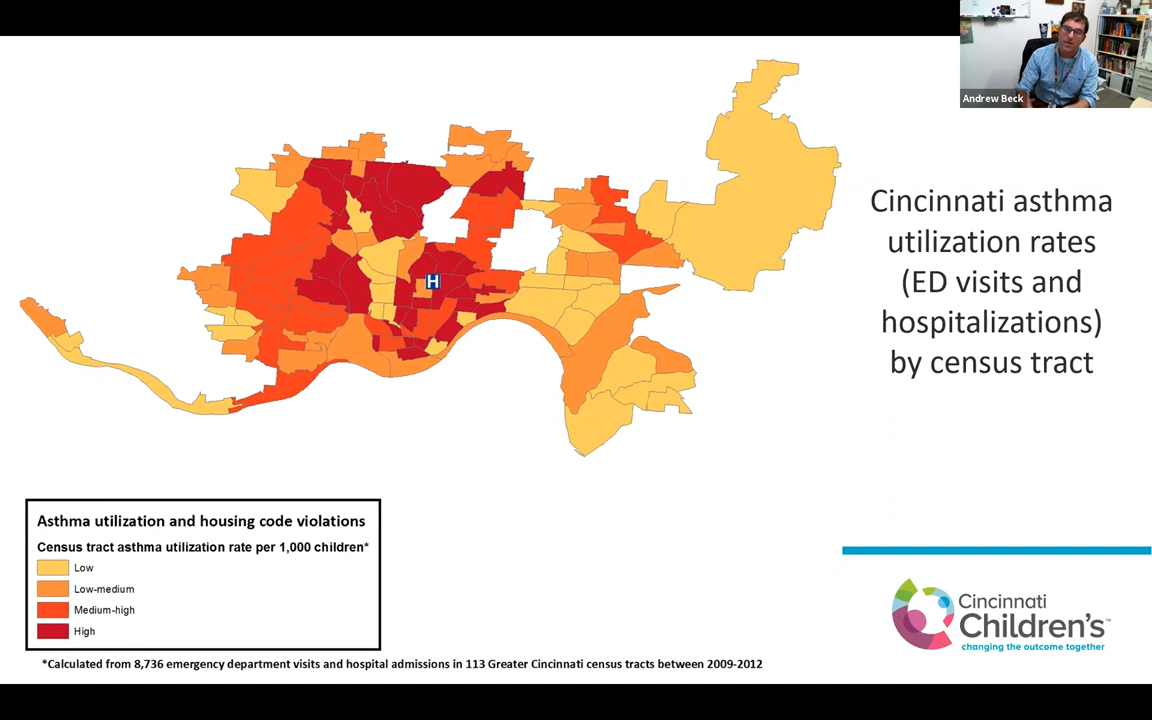 Andrew Beck
Cincinnati asthma
utilization rates
(ED visits and
hospitalizations)
by census tract
H
Asthma utilization and housing code violations
Census tract asthma utilization rate per 1,000 children*
Low
Low-medium
Medium-high
High
*Calculated from 8,736 emergency department visits and hospital admissions in 113 Greater Cincinnati census tracts between 2009-2012
Cincinnati
Children's™
changing the outcome together